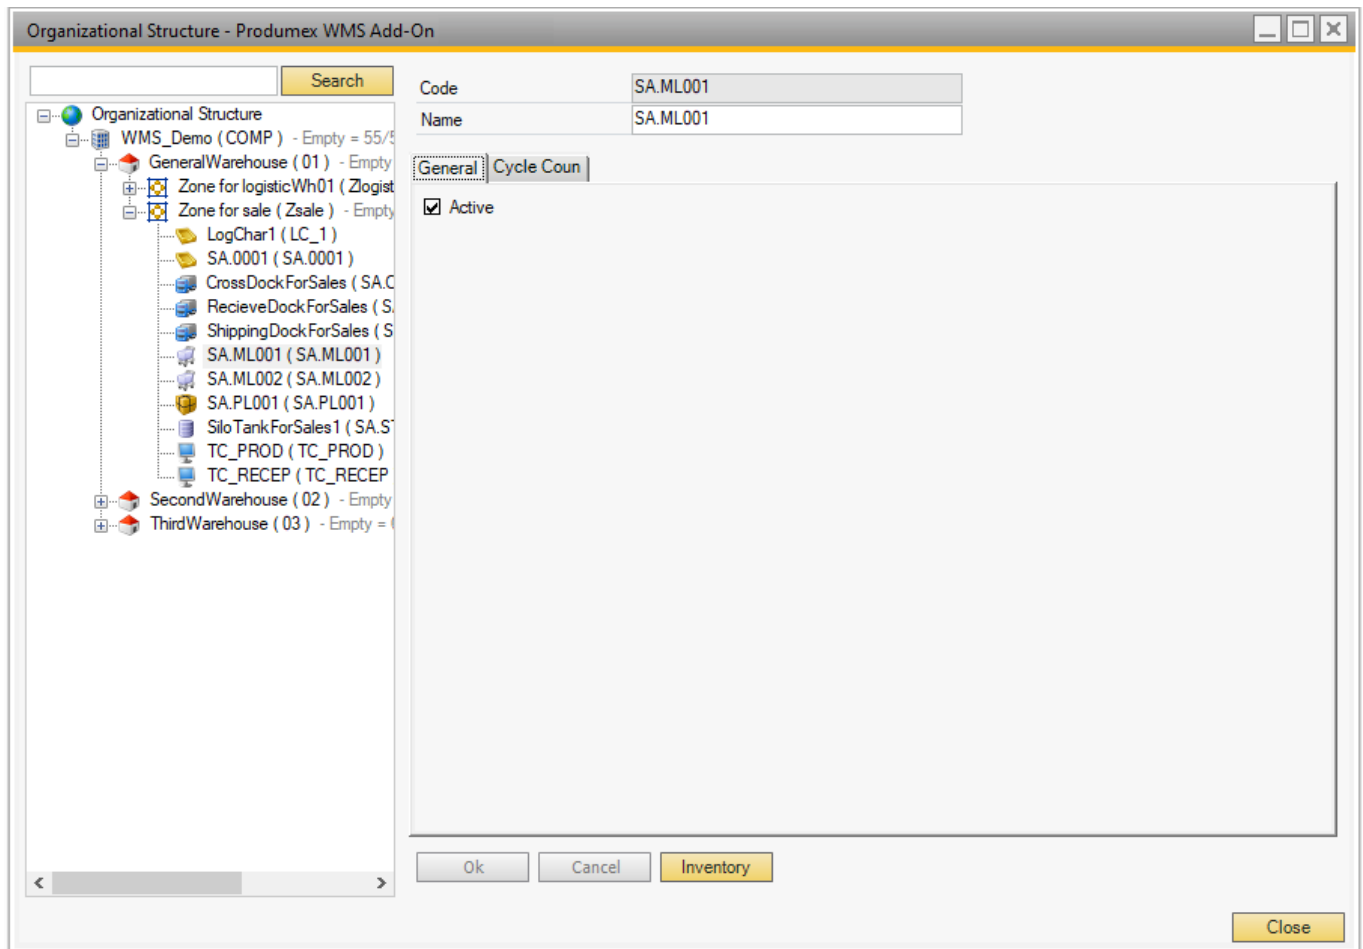 Organizational Structure - Produmex WMS Add-On
Search
Organizational Structure
WMS_Demo ( COMP ) - Empty = 55/5
GeneralWarehouse ( 01 ) - Empty
Zone for logisticWh01 ( Zlogist
Zone for sale ( Zsale ) - Empty
LogChar1 ( LC_1 )
SA.0001 ( SA.0001 )
CrossDockForSales ( SA.C
RecieveDockForSales ( S
ShippingDockForSales ( S
SA.ML001 ( SA.ML001 )
SA.ML002 ( SA.ML002 )
SA.PL001 ( SA.PL001 )
SiloTankForSales1 ( SA.S
TC_PROD ( TC_PROD )
TC_RECEP ( TC_RECEP
SecondWarehouse ( 02 ) - Empty
ThirdWarehouse ( 03 ) - Empty =
Code SA.ML001
Name SA.ML001
General Cycle Coun
Active
Ok Cancel Inventory
Close